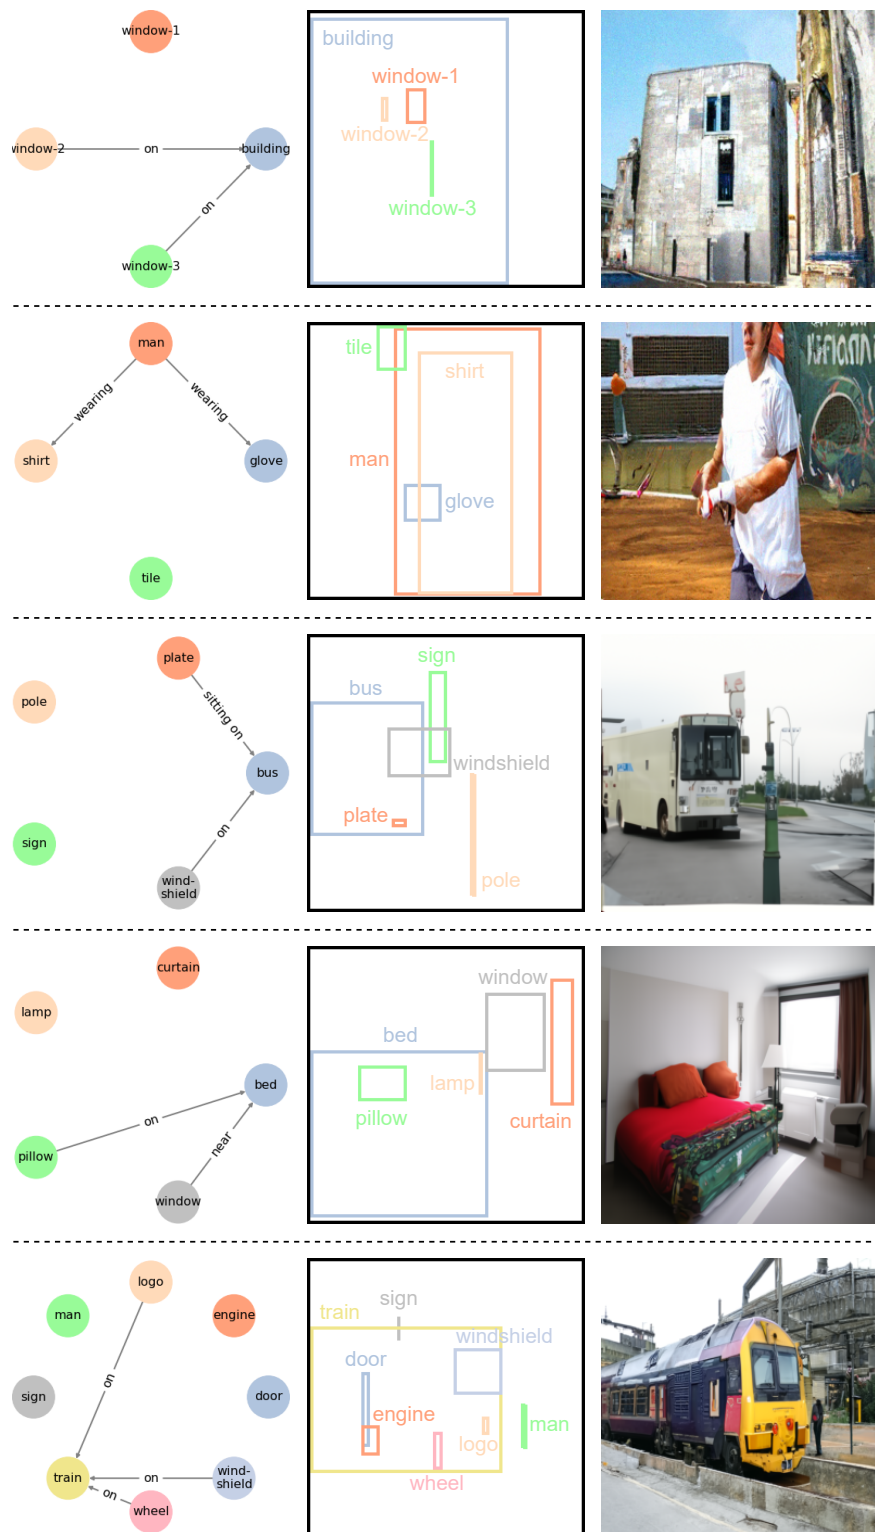 window-1
window-2
on
building
on
window-3
building
window-1
window-2
window-3
man
wearing
wearing
shirt
glove
tile
tile
shirt
man
glove
plate
pole
sitting on
bus
sign
on
wind-
shield
sign
bus
windshield
plate
pole
curtain
lamp
bed
on
pillow
near
window
window
bed
lamp
pillow
curtain
logo
man
engine
on
sign
door
train
on
wind-
shield
on
wheel
sign
train
windshield
door
engine
logo
man
wheel